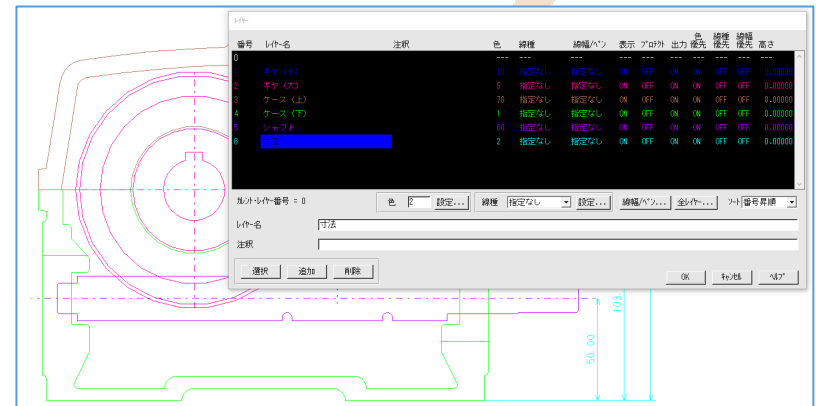 ﾚｲﾔｰ
番号 ﾚｲﾔｰ名 注釈 色 線種 線幅/ﾍﾟﾝ 表示 ﾌﾟﾛﾃｸﾄ 出力 色優先 線種優先 線幅優先 高さ
0 --- --- --- --- --- --- --- --- ---
1 ギヤ（小） 10 指定なし 指定なし ON OFF ON ON OFF OFF 0.00000
2 ギヤ（大） 5 指定なし 指定なし ON OFF ON ON OFF OFF 0.00000
3 ケース（上） 70 指定なし 指定なし ON OFF ON ON OFF OFF 0.00000
4 ケース（下） 1 指定なし 指定なし ON OFF ON ON OFF OFF 0.00000
5 シャフト 60 指定なし 指定なし ON OFF ON ON OFF OFF 0.00000
6 寸法 2 指定なし 指定なし ON OFF ON ON OFF OFF 0.00000
ｶﾚﾝﾄ･ﾚｲﾔｰ番号 = 0 色 2 設定... 線種 指定なし 設定... 線幅/ﾍﾟﾝ... 全ﾚｲﾔｰ... ｿｰﾄ 番号昇順
ﾚｲﾔｰ名 寸法
注釈
選択 追加 削除 OK ｷｬﾝｾﾙ ﾍﾙﾌﾟ
50.00